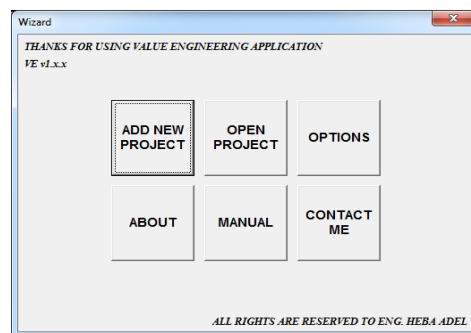 Wizard
THANKS FOR USING VALUE ENGINEERING APPLICATION
VE v1.x.x
ADD NEW
PROJECT
OPEN
PROJECT
OPTIONS
ABOUT
MANUAL
CONTACT
ME
ALL RIGHTS ARE RESERVED TO ENG. HEBA ADEL